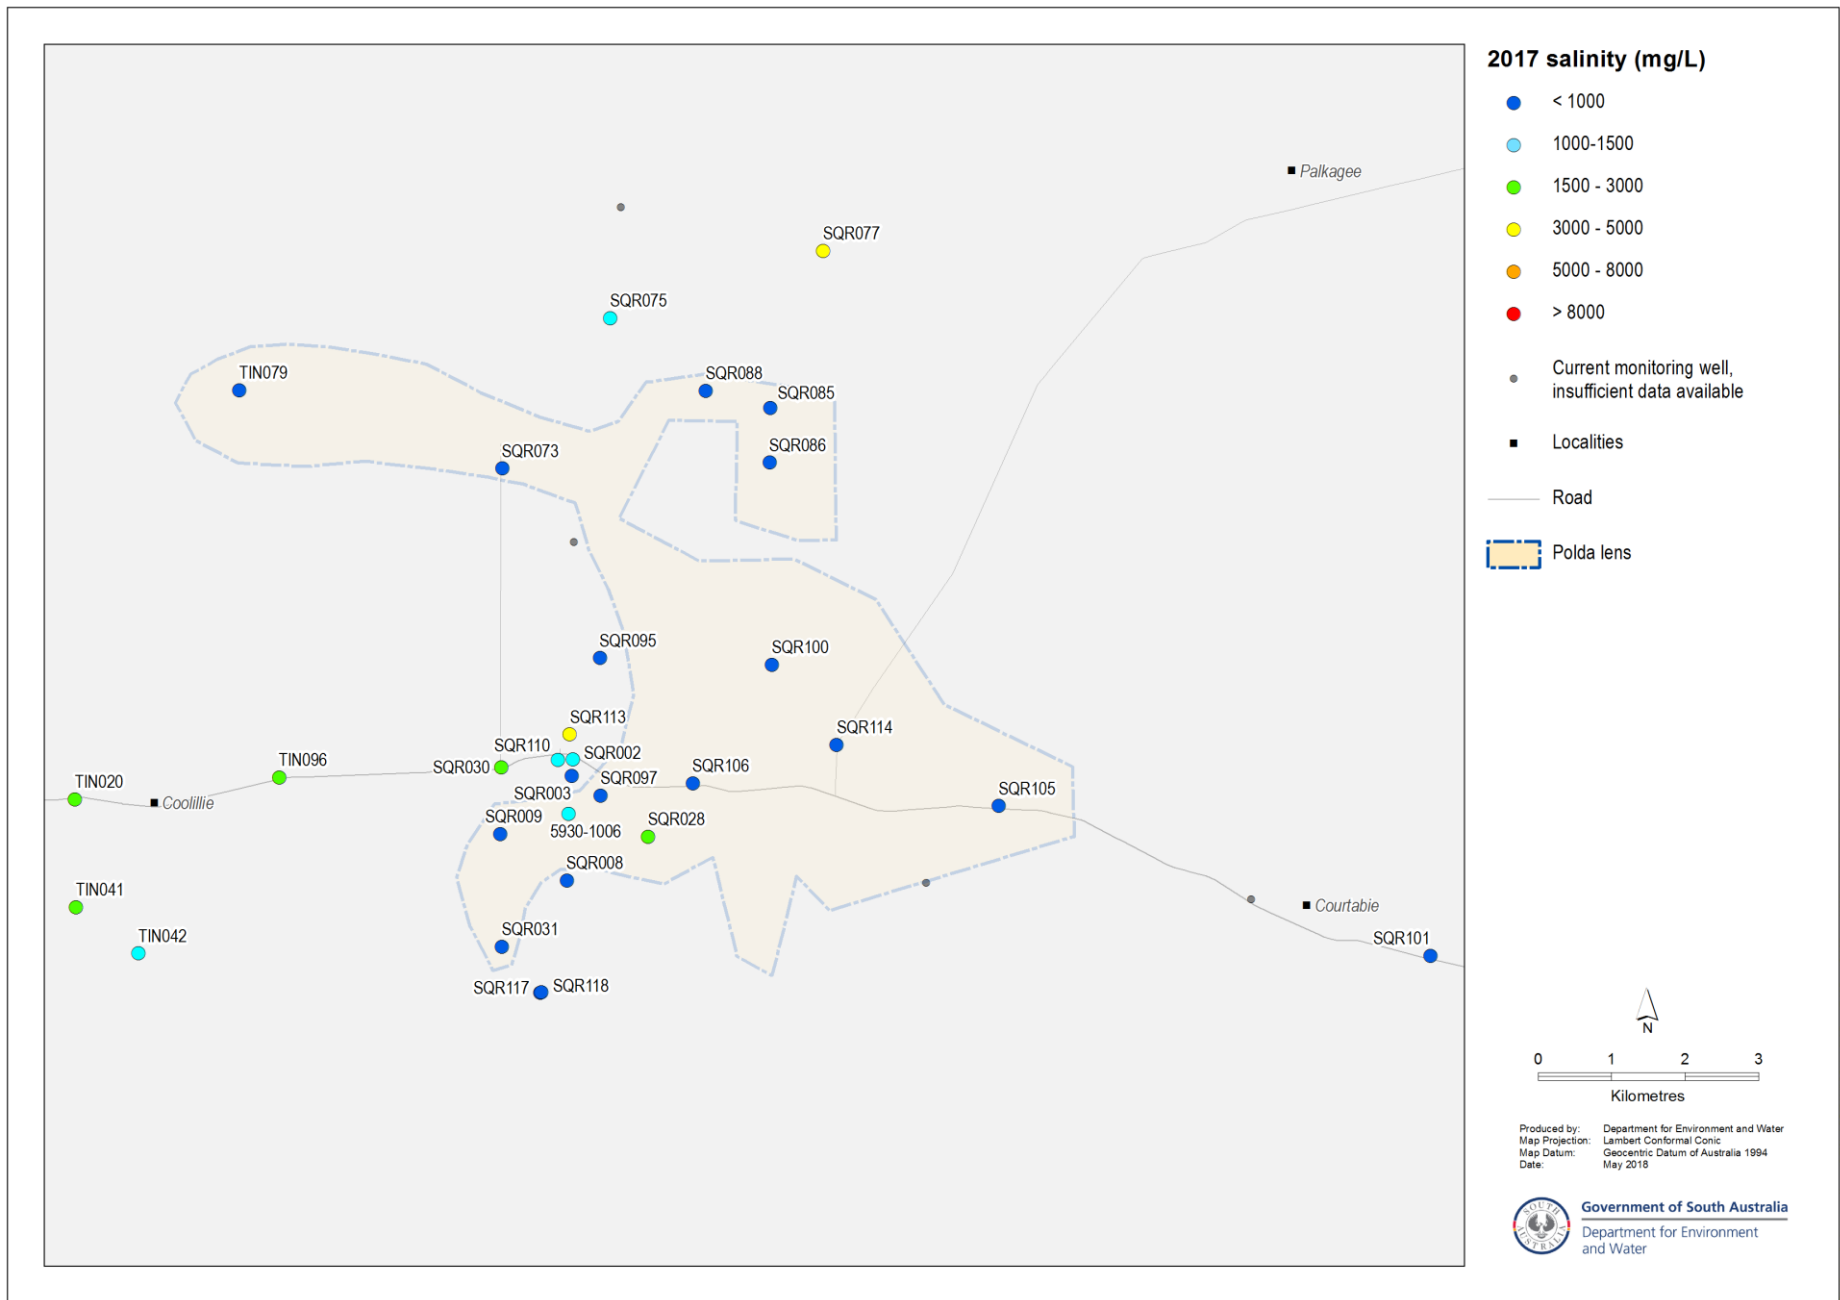 2017 salinity (mg/L)
< 1000
1000-1500
1500 - 3000
3000 - 5000
5000 - 8000
> 8000
Current monitoring well,
insufficient data available
Localities
Road
Polda lens
Palkagee
SQR077
SQR075
TIN079
SQR088
SQR085
SQR073
SQR086
SQR095
SQR100
SQR113
SQR114
SQR110
SQR002
TIN096
SQR030
SQR106
SQR097
TIN020
Coolillie
SQR003
SQR105
SQR009
5930-1006
SQR028
SQR008
TIN041
Courtabie
TIN042
SQR031
SQR101
SQR117
SQR118
N
0 1 2 3
Kilometres
Produced by: Department for Environment and Water
Map Projection: Lambert Conformal Conic
Map Datum: Geocentric Datum of Australia 1994
Date: May 2018
SOUTH
AUSTRALIA
Government of South Australia
Department for Environment
and Water